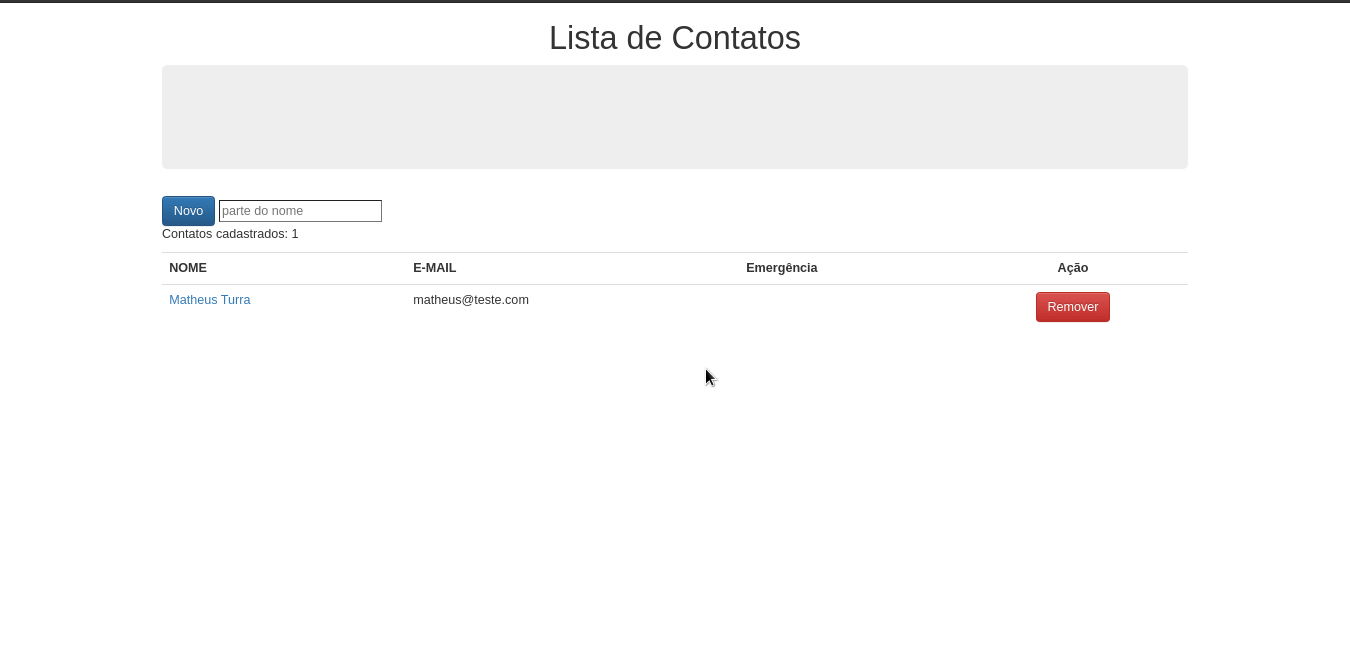 Lista de Contatos
Novo parte do nome
Contatos cadastrados: 1
NOME E-MAIL Emergência Ação
Matheus Turra matheus@teste.com Remover